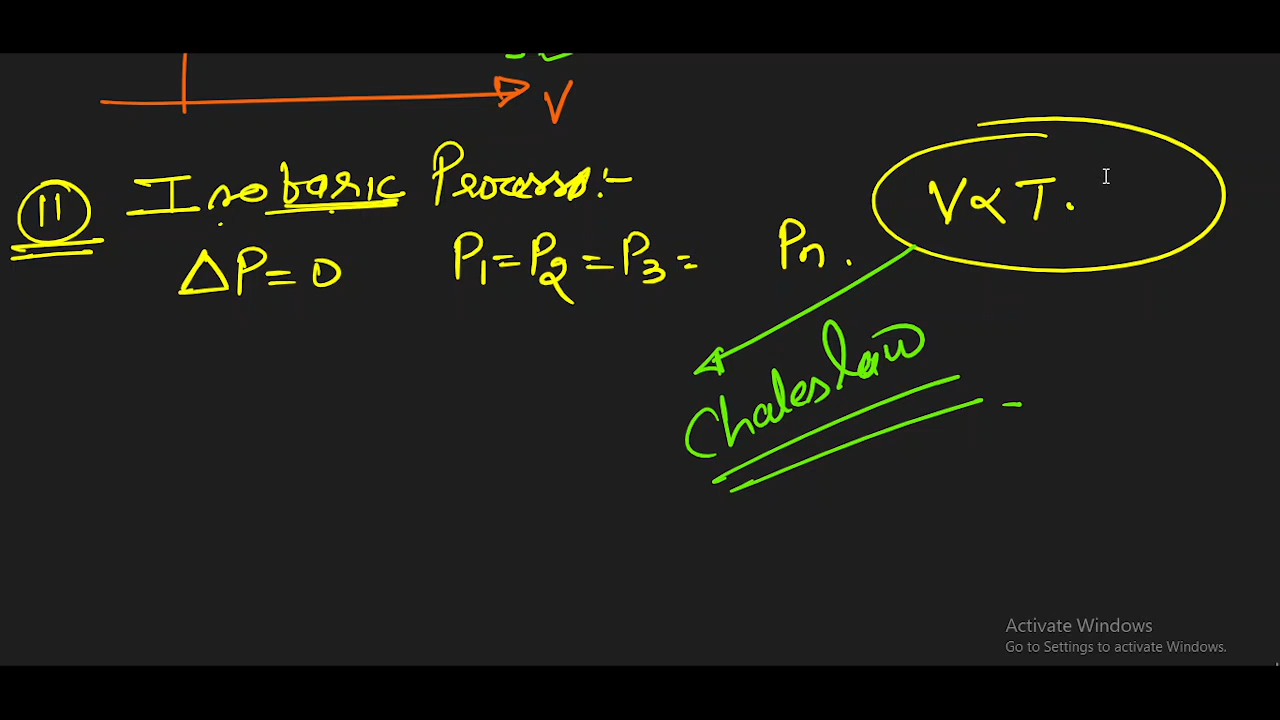 V
11 Isobaric Process:-
V∝T.
ΔP=0 P1=P2=P3= Pn.
Chaleslaw
Activate Windows
Go to Settings to activate Windows.